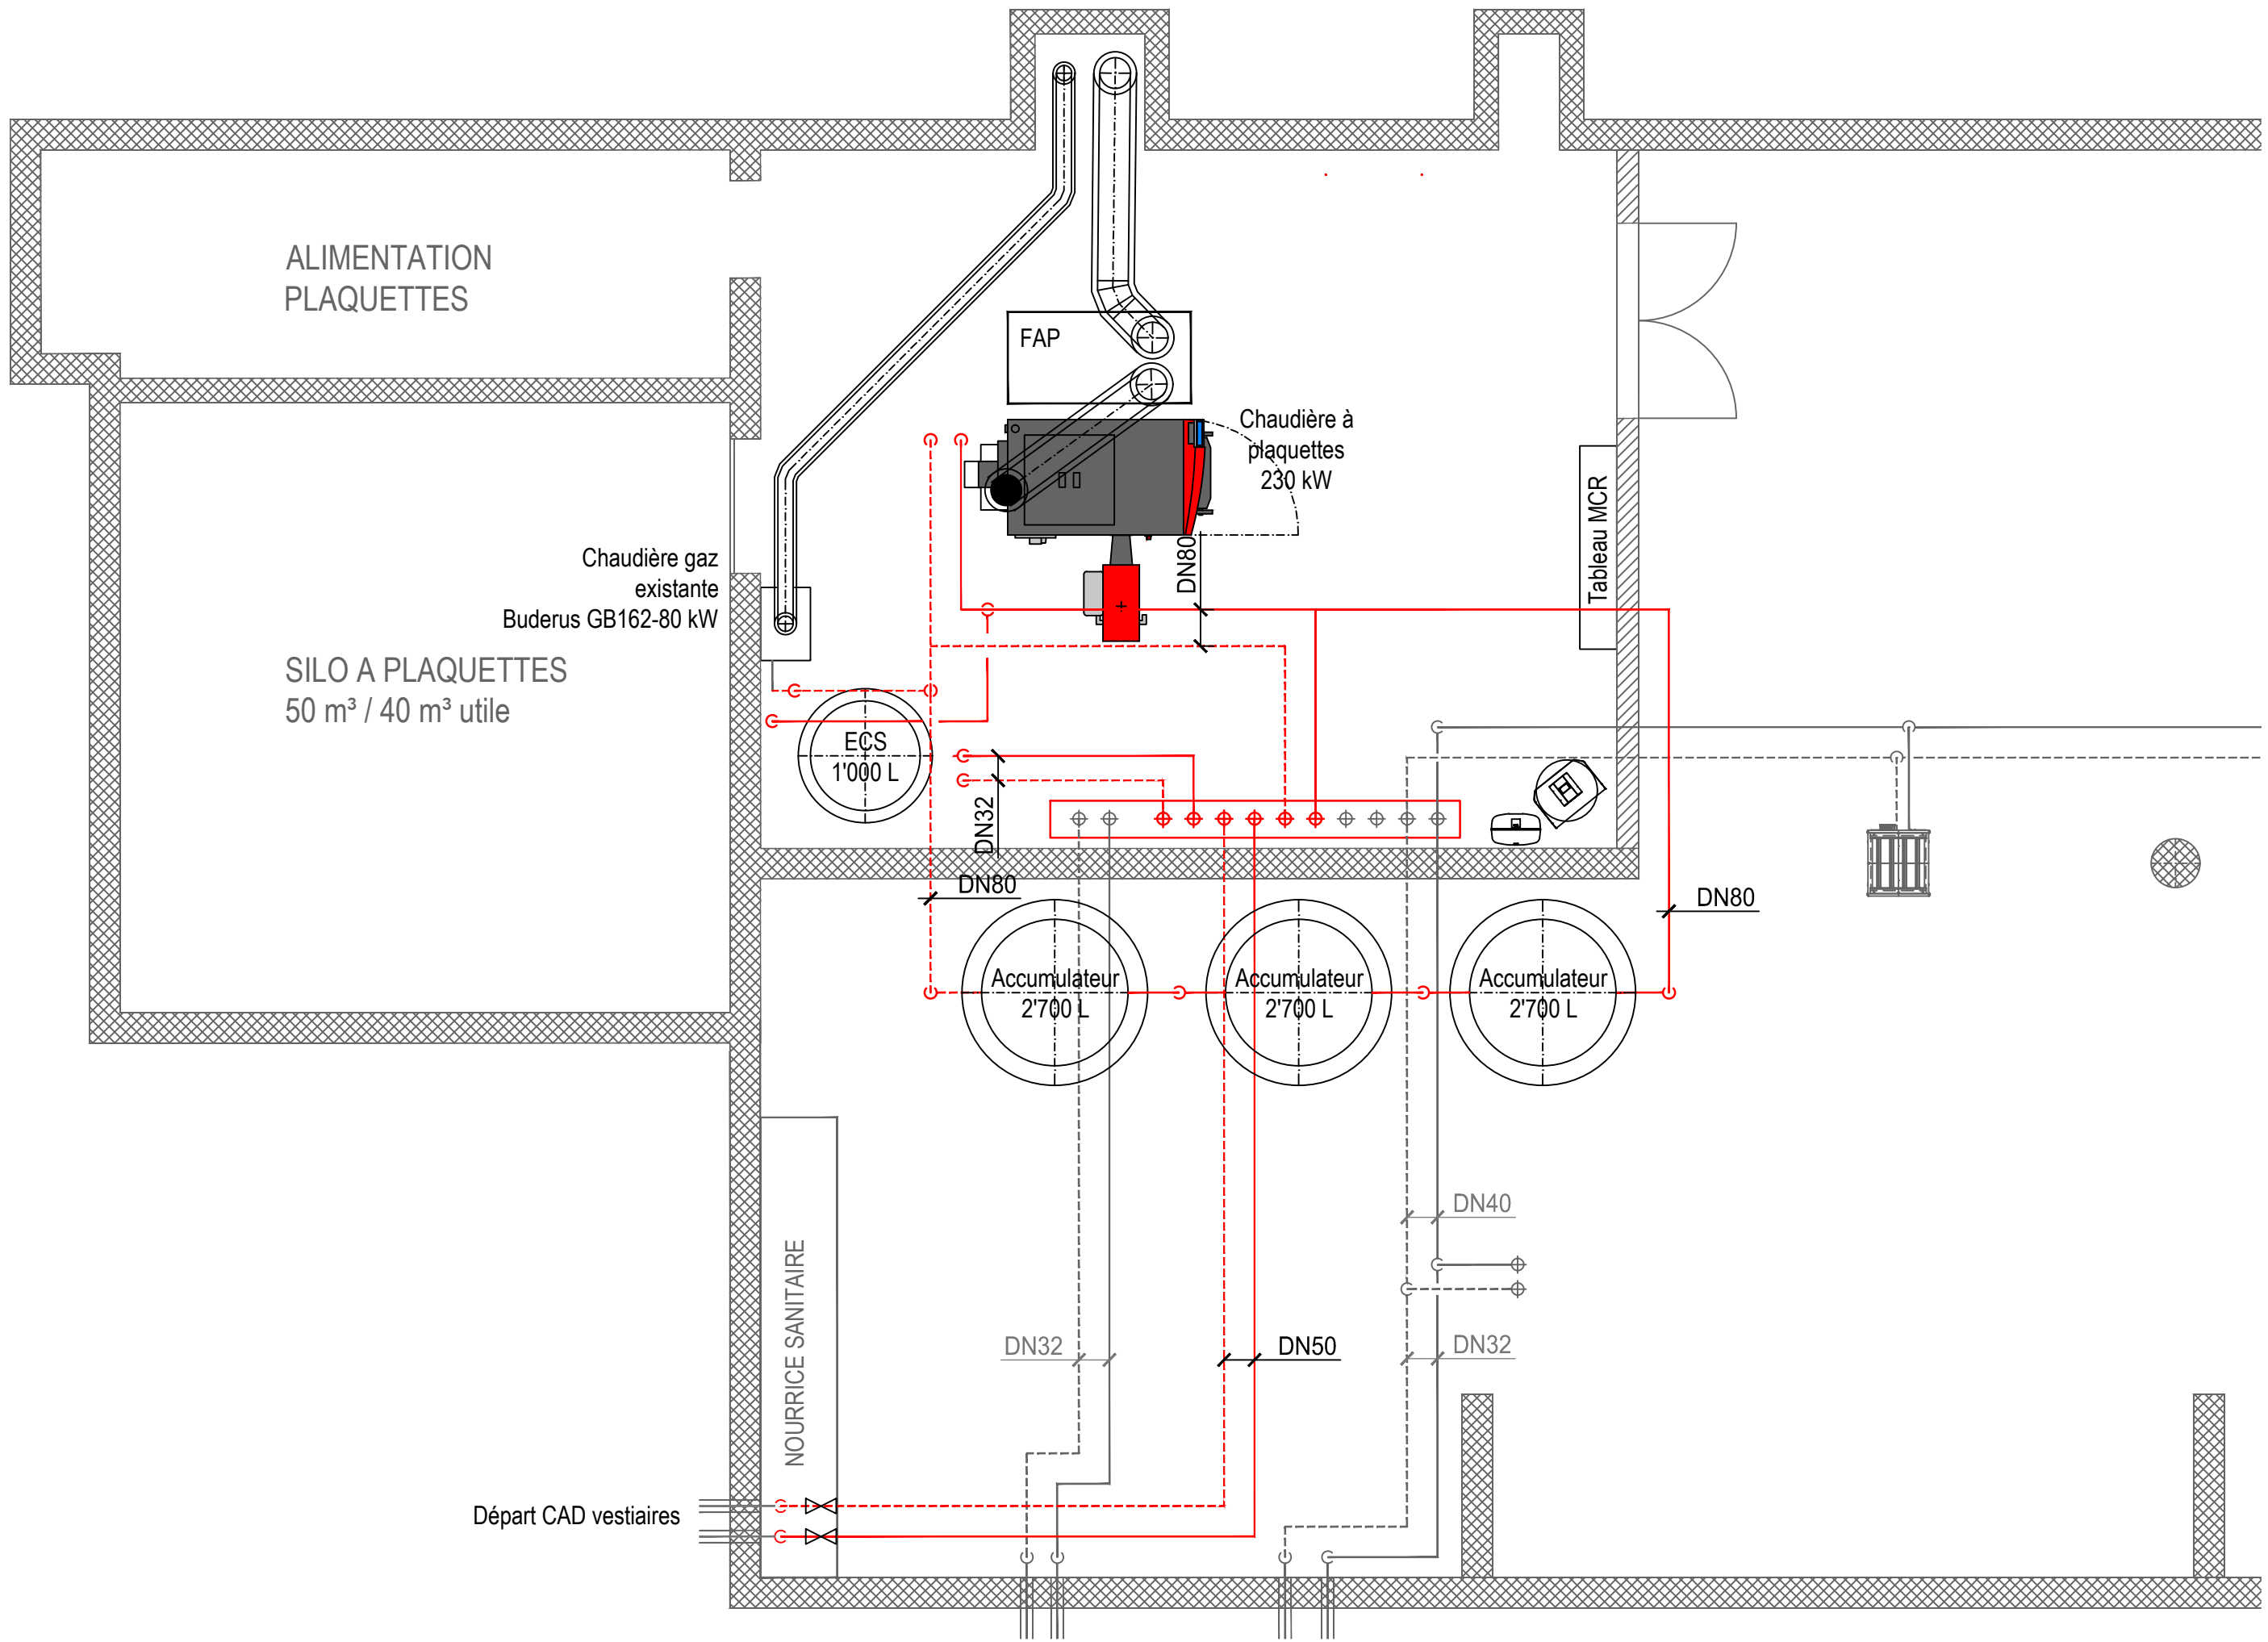 ALIMENTATION
PLAQUETTES
FAP
Chaudière à
plaquettes
230 kW
Tableau MCR
DN80
Chaudière gaz
existante
Buderus GB162-80 kW
SILO A PLAQUETTES
50 m³ / 40 m³ utile
ECS
1'000 L
DN32
DN80
DN80
Accumulateur
2'700 L
Accumulateur
2'700 L
Accumulateur
2'700 L
DN40
NOURRICE SANITAIRE
DN32
DN50
DN32
Départ CAD vestiaires